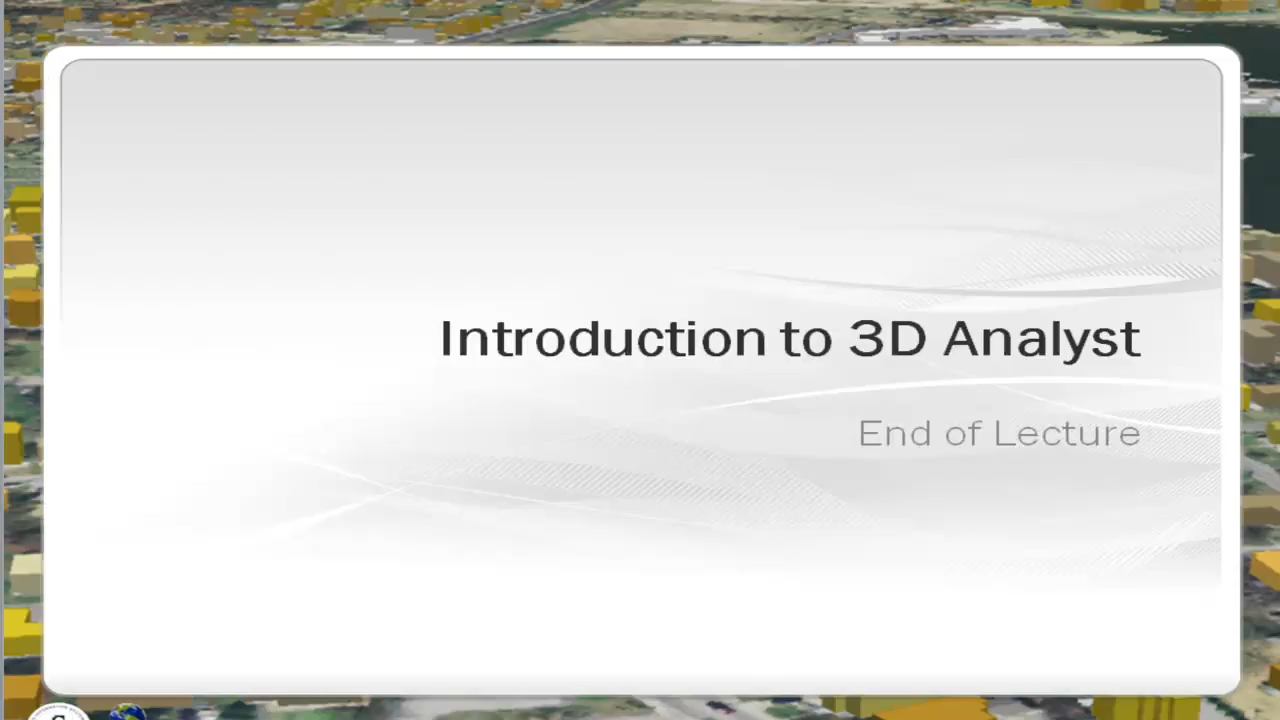 Introduction to 3D Analyst
End of Lecture